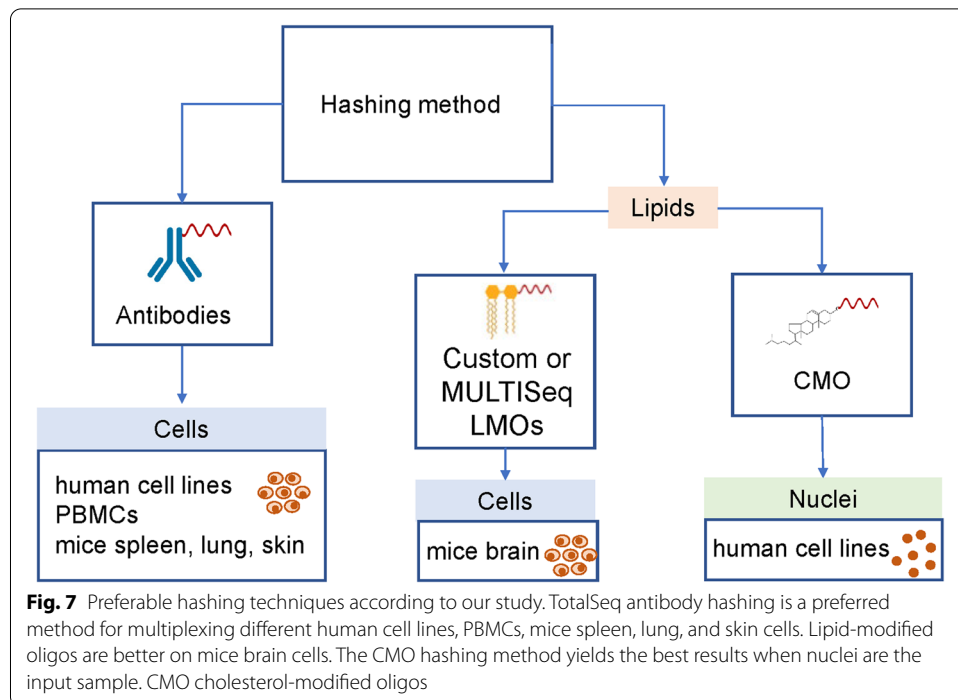 Hashing method
Lipids
Antibodies
Custom or
MULTISeq
LMOs
CMO
Cells
human cell lines
PBMCs
mice spleen, lung, skin
Cells
mice brain
Nuclei
human cell lines
Fig. 7 Preferable hashing techniques according to our study. TotalSeq antibody hashing is a preferred
method for multiplexing different human cell lines, PBMCs, mice spleen, lung, and skin cells. Lipid-modified
oligos are better on mice brain cells. The CMO hashing method yields the best results when nuclei are the
input sample. CMO cholesterol-modified oligos